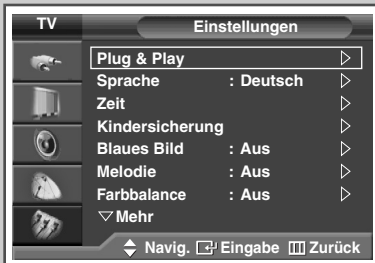 TV
Einstellungen
Plug & Play
Sprache : Deutsch
Zeit
Kindersicherung
Blaues Bild : Aus
Melodie : Aus
Farbbalance : Aus
Mehr
Navig. Eingabe Zurück